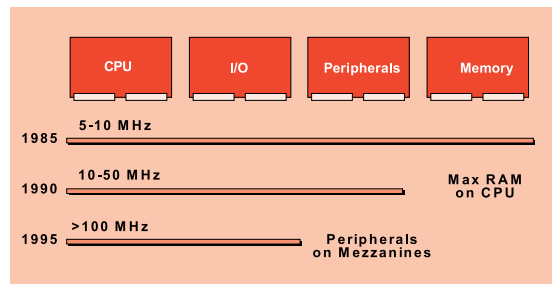 CPU
I/O
Peripherals
Memory
5-10 MHz
1985
10-50 MHz
1990
Max RAM
on CPU
>100 MHz
1995
Peripherals
on Mezzanines